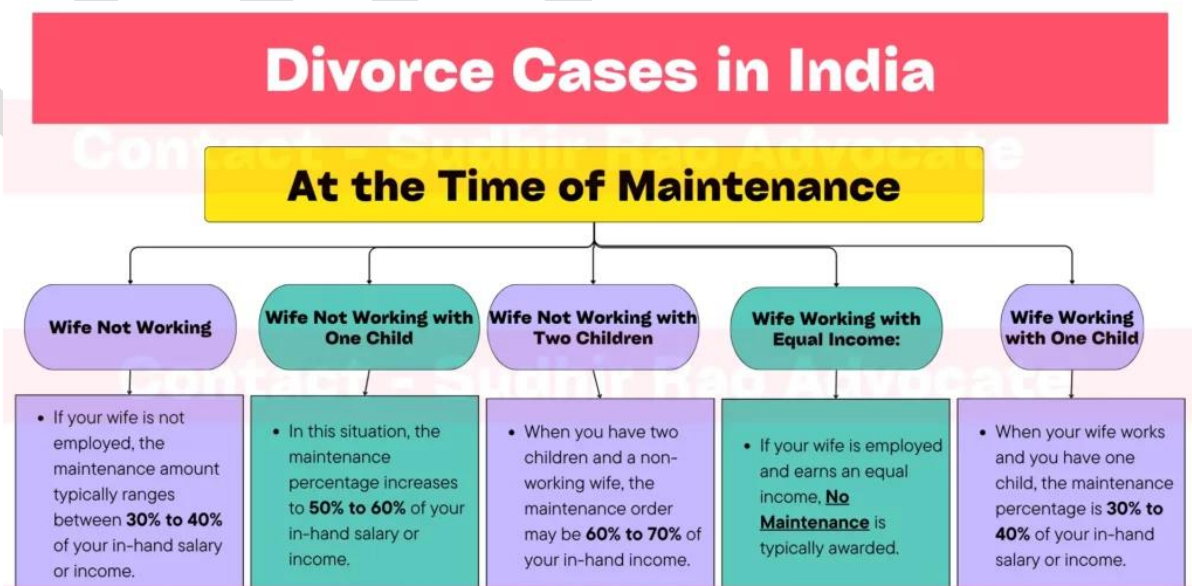 Divorce Cases in India
Contact - Sudhir Rao Advocate
At the Time of Maintenance
Wife Not Working
Wife Not Working with
One Child
Wife Not Working with
Two Children
Wife Working with
Equal Income:
Wife Working
with One Child
Contact - Sudhir Rao Advocate
• If your wife is not
employed, the
maintenance amount
typically ranges
between 30% to 40%
of your in-hand salary
or income.
• In this situation, the
maintenance
percentage increases
to 50% to 60% of your
in-hand salary or
income.
• When you have two
children and a non-
working wife, the
maintenance order
may be 60% to 70% of
your in-hand income.
• If your wife is employed
and earns an equal
income, No
Maintenance is
typically awarded.
• When your wife works
and you have one
child, the maintenance
percentage is 30% to
40% of your in-hand
salary or income.